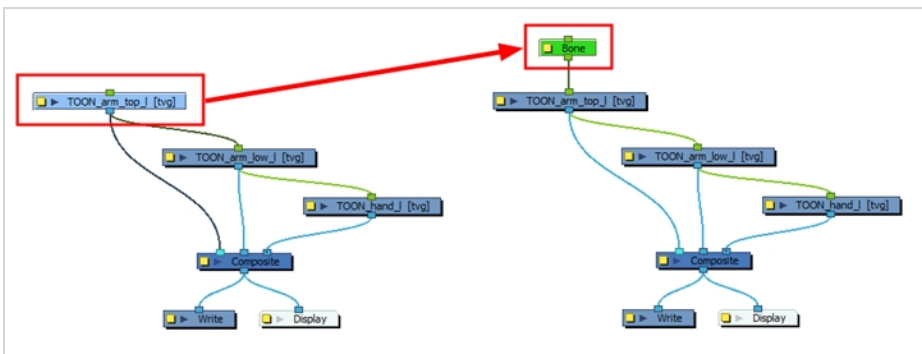 Bone
TOON_arm_top_l [tvg]
TOON_arm_top_l [tvg]
TOON_arm_low_l [tvg]
TOON_arm_low_l [tvg]
TOON_hand_l [tvg]
TOON_hand_l [tvg]
Composite
Composite
Write
Display
Write
Display